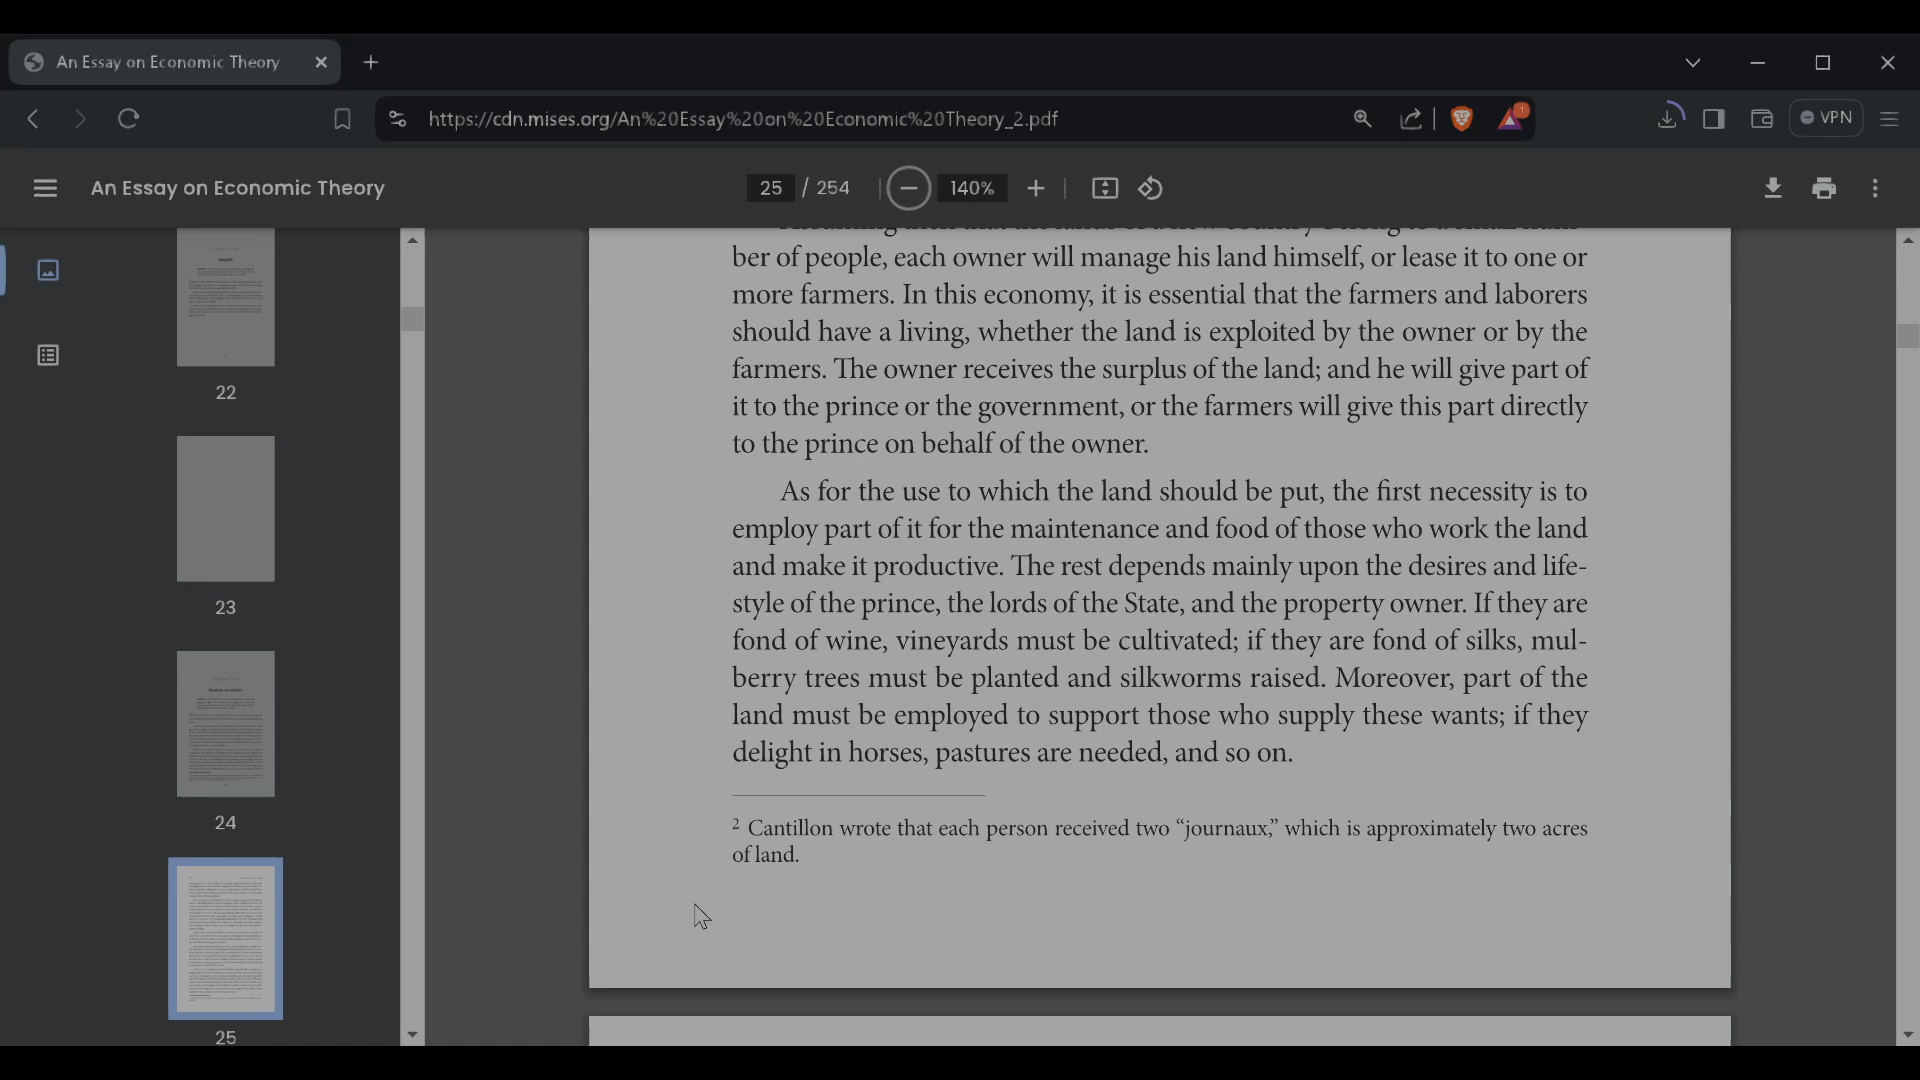 An Essay on Economic Theory
https://cdn.mises.org/An%20Essay%20on%20Economic%20Theory_2.pdf
1
VPN
An Essay on Economic Theory
25 / 254
140%
22
23
24
25
ber of people, each owner will manage his land himself, or lease it to one or
more farmers. In this economy, it is essential that the farmers and laborers
should have a living, whether the land is exploited by the owner or by the
farmers. The owner receives the surplus of the land; and he will give part of
it to the prince or the government, or the farmers will give this part directly
to the prince on behalf of the owner.
As for the use to which the land should be put, the first necessity is to
employ part of it for the maintenance and food of those who work the land
and make it productive. The rest depends mainly upon the desires and life-
style of the prince, the lords of the State, and the property owner. If they are
fond of wine, vineyards must be cultivated; if they are fond of silks, mul-
berry trees must be planted and silkworms raised. Moreover, part of the
land must be employed to support those who supply these wants; if they
delight in horses, pastures are needed, and so on.
2 Cantillon wrote that each person received two “journaux,” which is approximately two acres
of land.